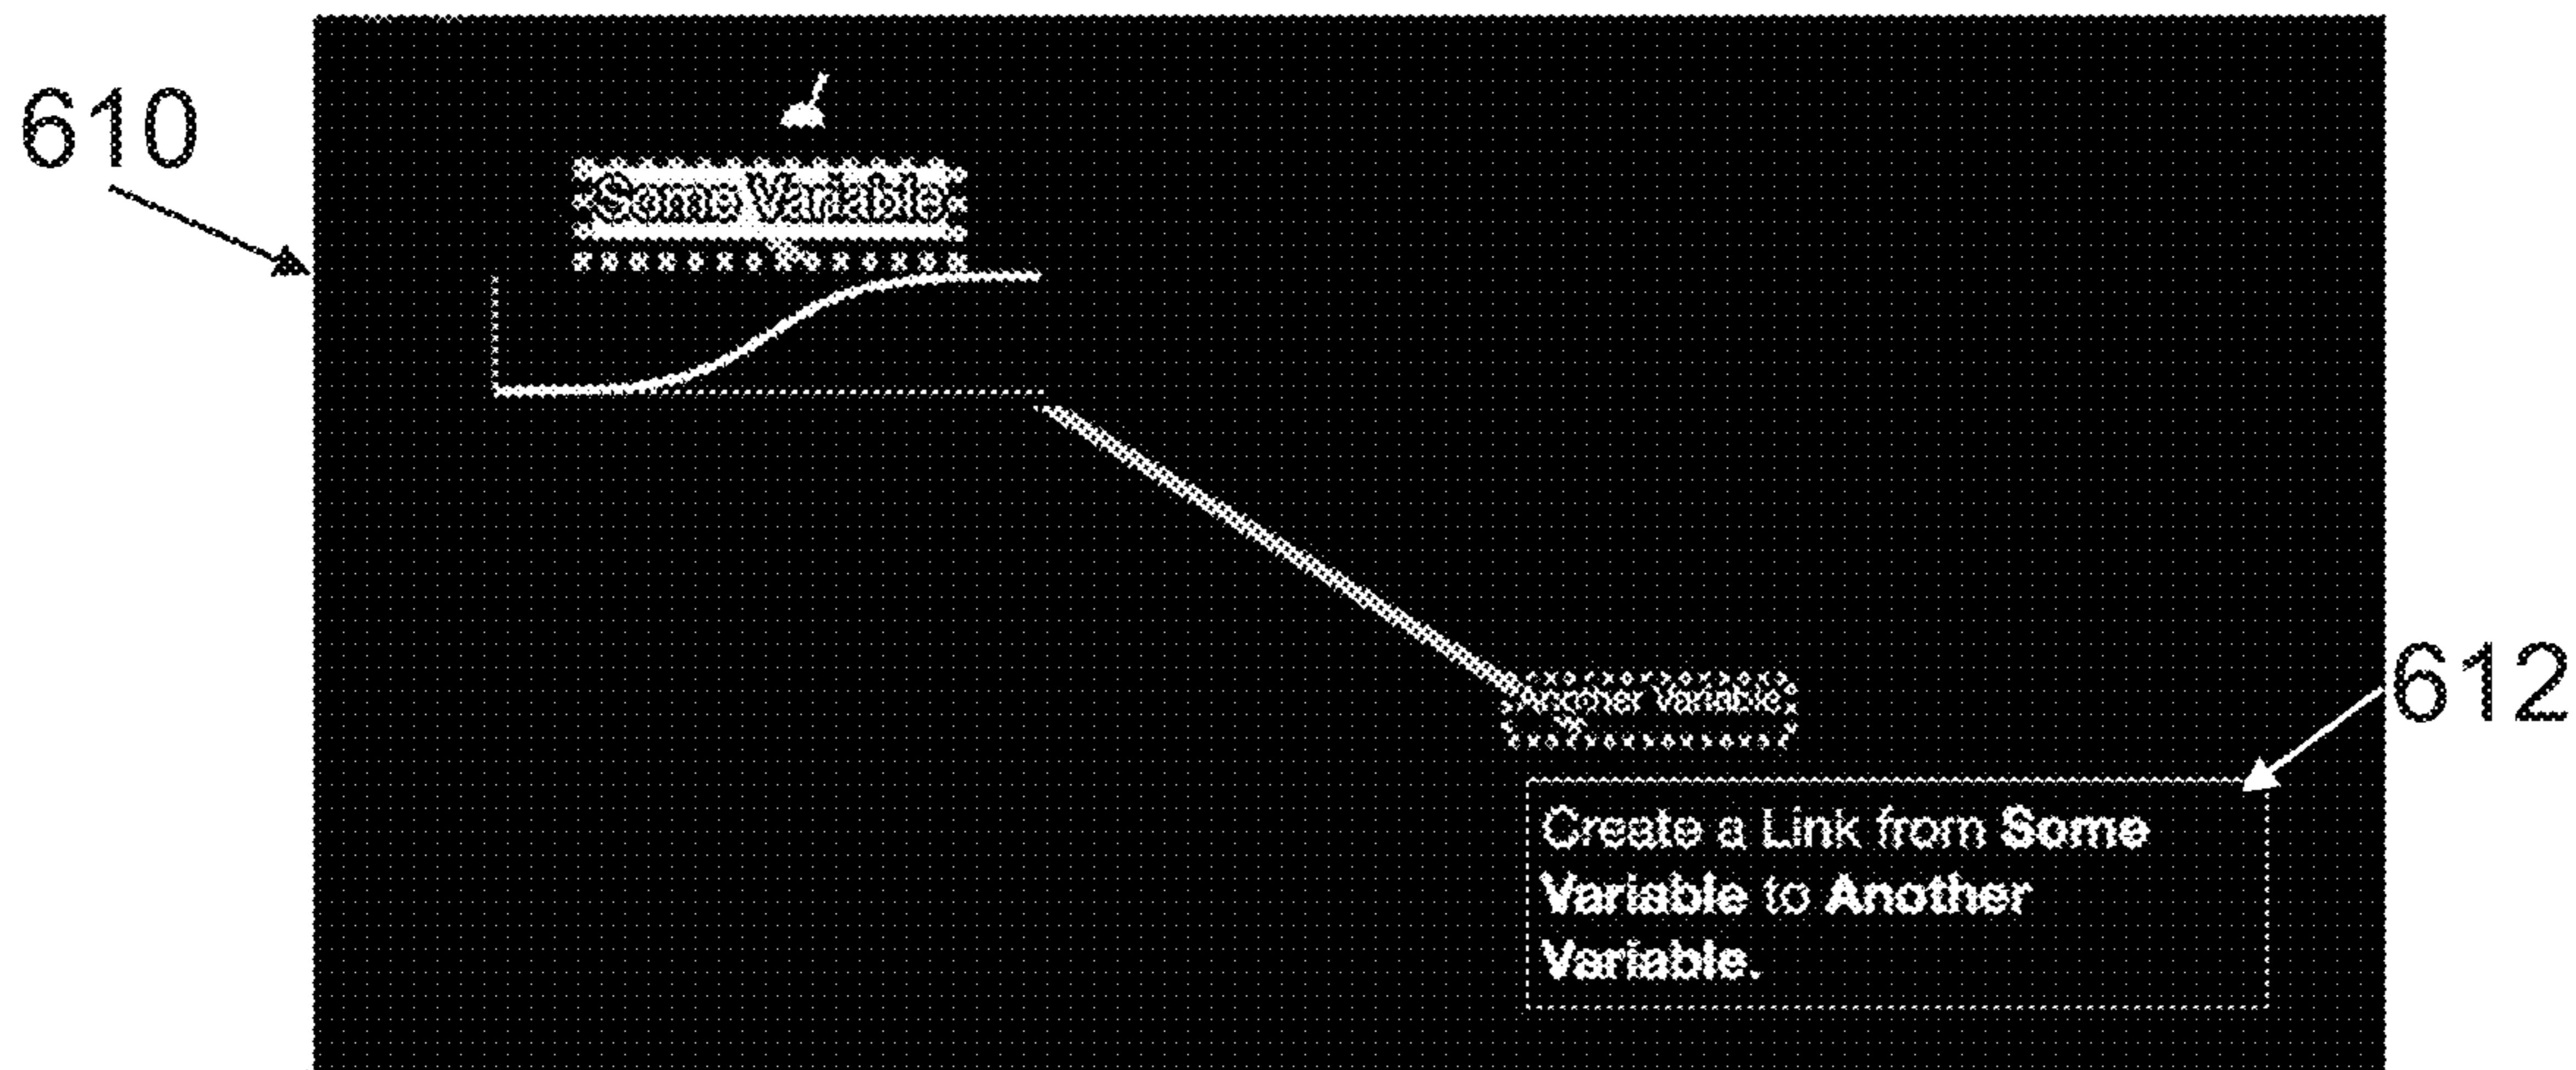 610
Some Variable
Another Variable
612
Create a Link from Some
Variable to Another
Variable.